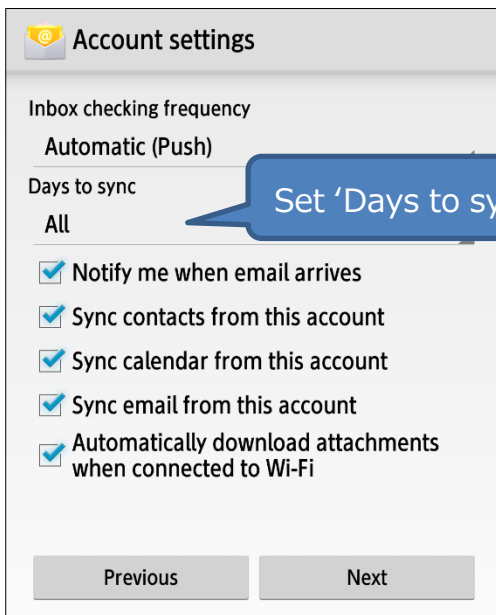 Account settings
Inbox checking frequency
Automatic (Push)
Days to sync
All
Set ‘Days to sy
Notify me when email arrives
Sync contacts from this account
Sync calendar from this account
Sync email from this account
Automatically download attachments
when connected to Wi-Fi
Previous
Next